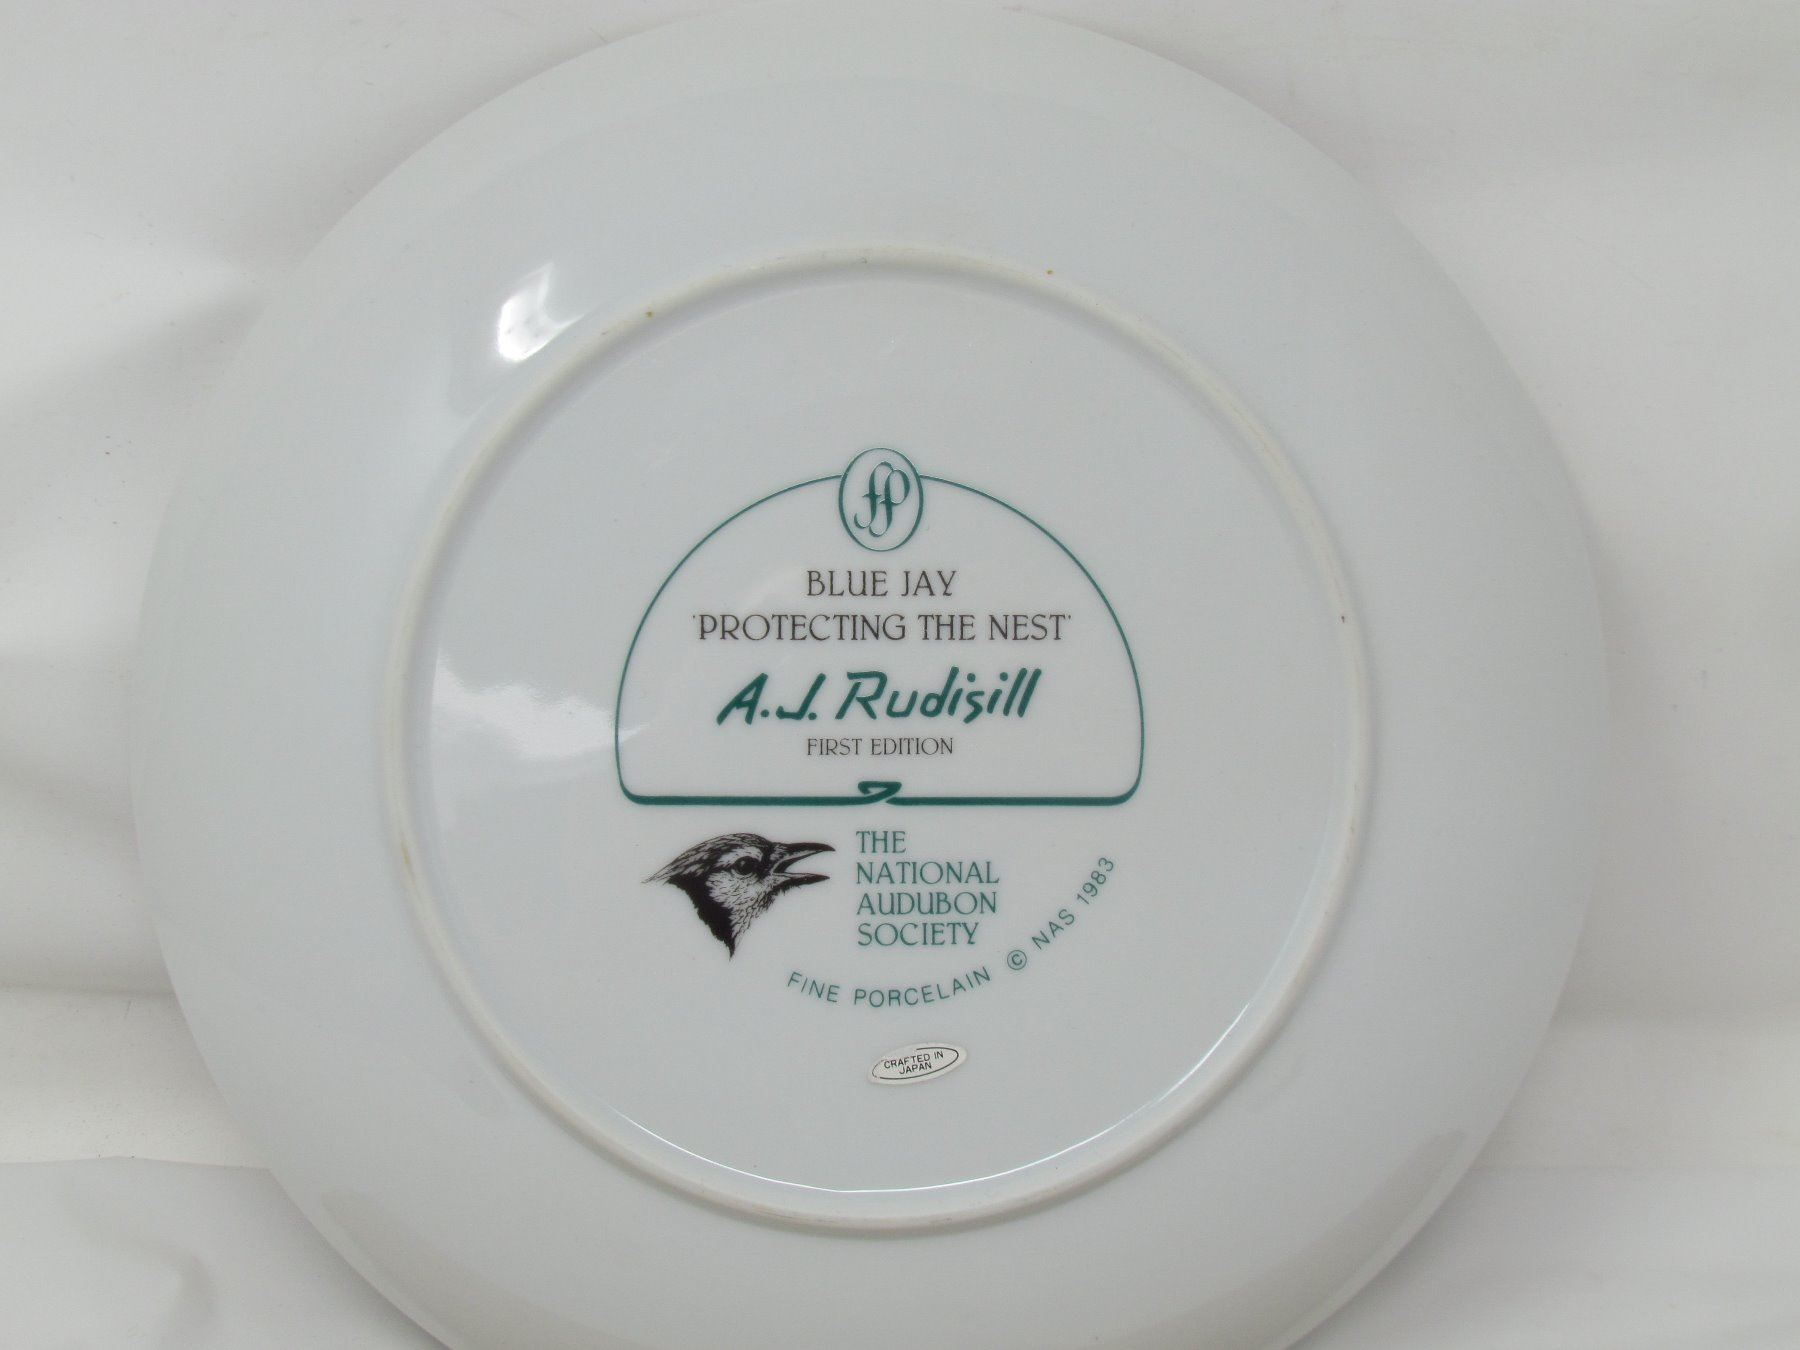 fp
BLUE JAY
'PROTECTING THE NEST'
A.J. Rudisill
FIRST EDITION
THE
NATIONAL
AUDUBON
SOCIETY
FINE PORCELAIN © NAS 1983
CRAFTED IN
JAPAN